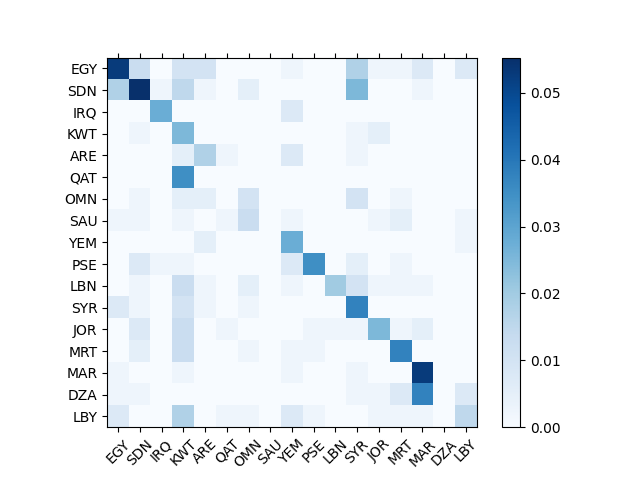 EGY
SDN
IRQ
KWT
ARE
QAT
OMN
SAU
YEM
PSE
LBN
SYR
JOR
MRT
MAR
DZA
LBY
EGY SDN IRQ KWT ARE QAT OMN SAU YEM PSE LBN SYR JOR MRT MAR DZA LBY
0.05
0.04
0.03
0.02
0.01
0.00